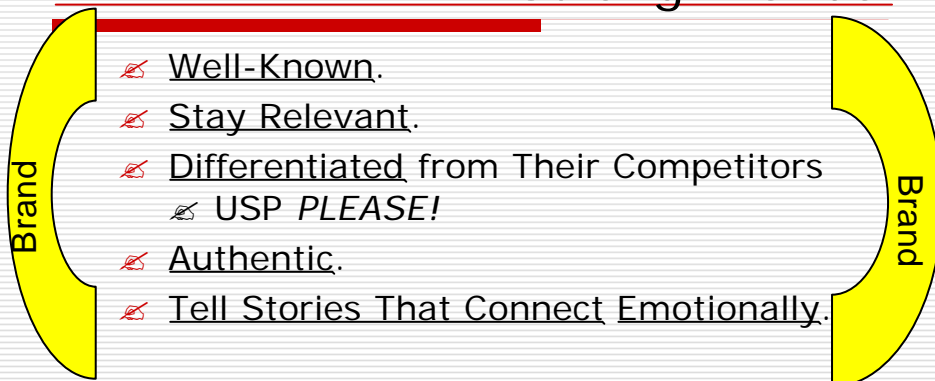 Brand
Well-Known.
Stay Relevant.
Differentiated from Their Competitors
USP PLEASE!
Authentic.
Tell Stories That Connect Emotionally.
Brand